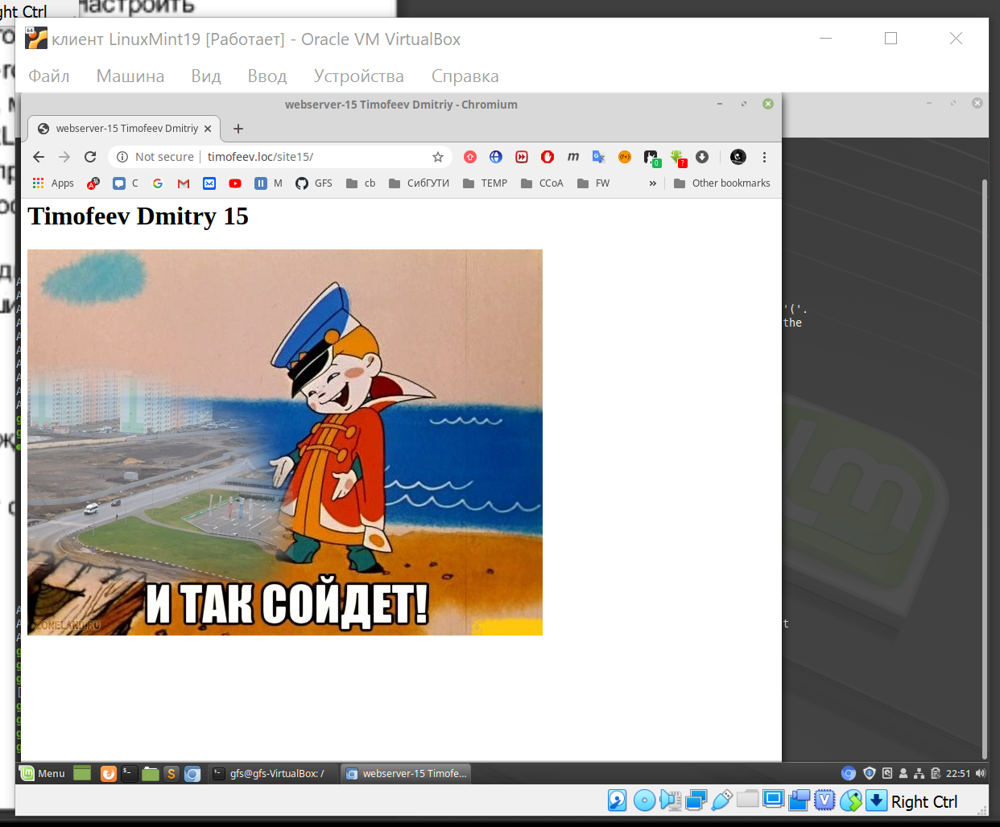 настроить
ght Ctrl
клиент LinuxMint19 [Работает] - Oracle VM VirtualBox
Файл Машина Вид Ввод Устройства Справка
webserver-15 Timofeev Dmitriy - Chromium
webserver-15 Timofeev Dmitriy
Not secure timofeev.loc/site15/
Apps C M GFS cb СибГУТИ TEMP CCoA FW » Other bookmarks
Timofeev Dmitry 15
'('.
the
И ТАК СОЙДЕТ!
ZONELAND.RU
t
Menu gfs@gfs-VirtualBox: / webserver-15 Timofe... 22:51
Right Ctrl